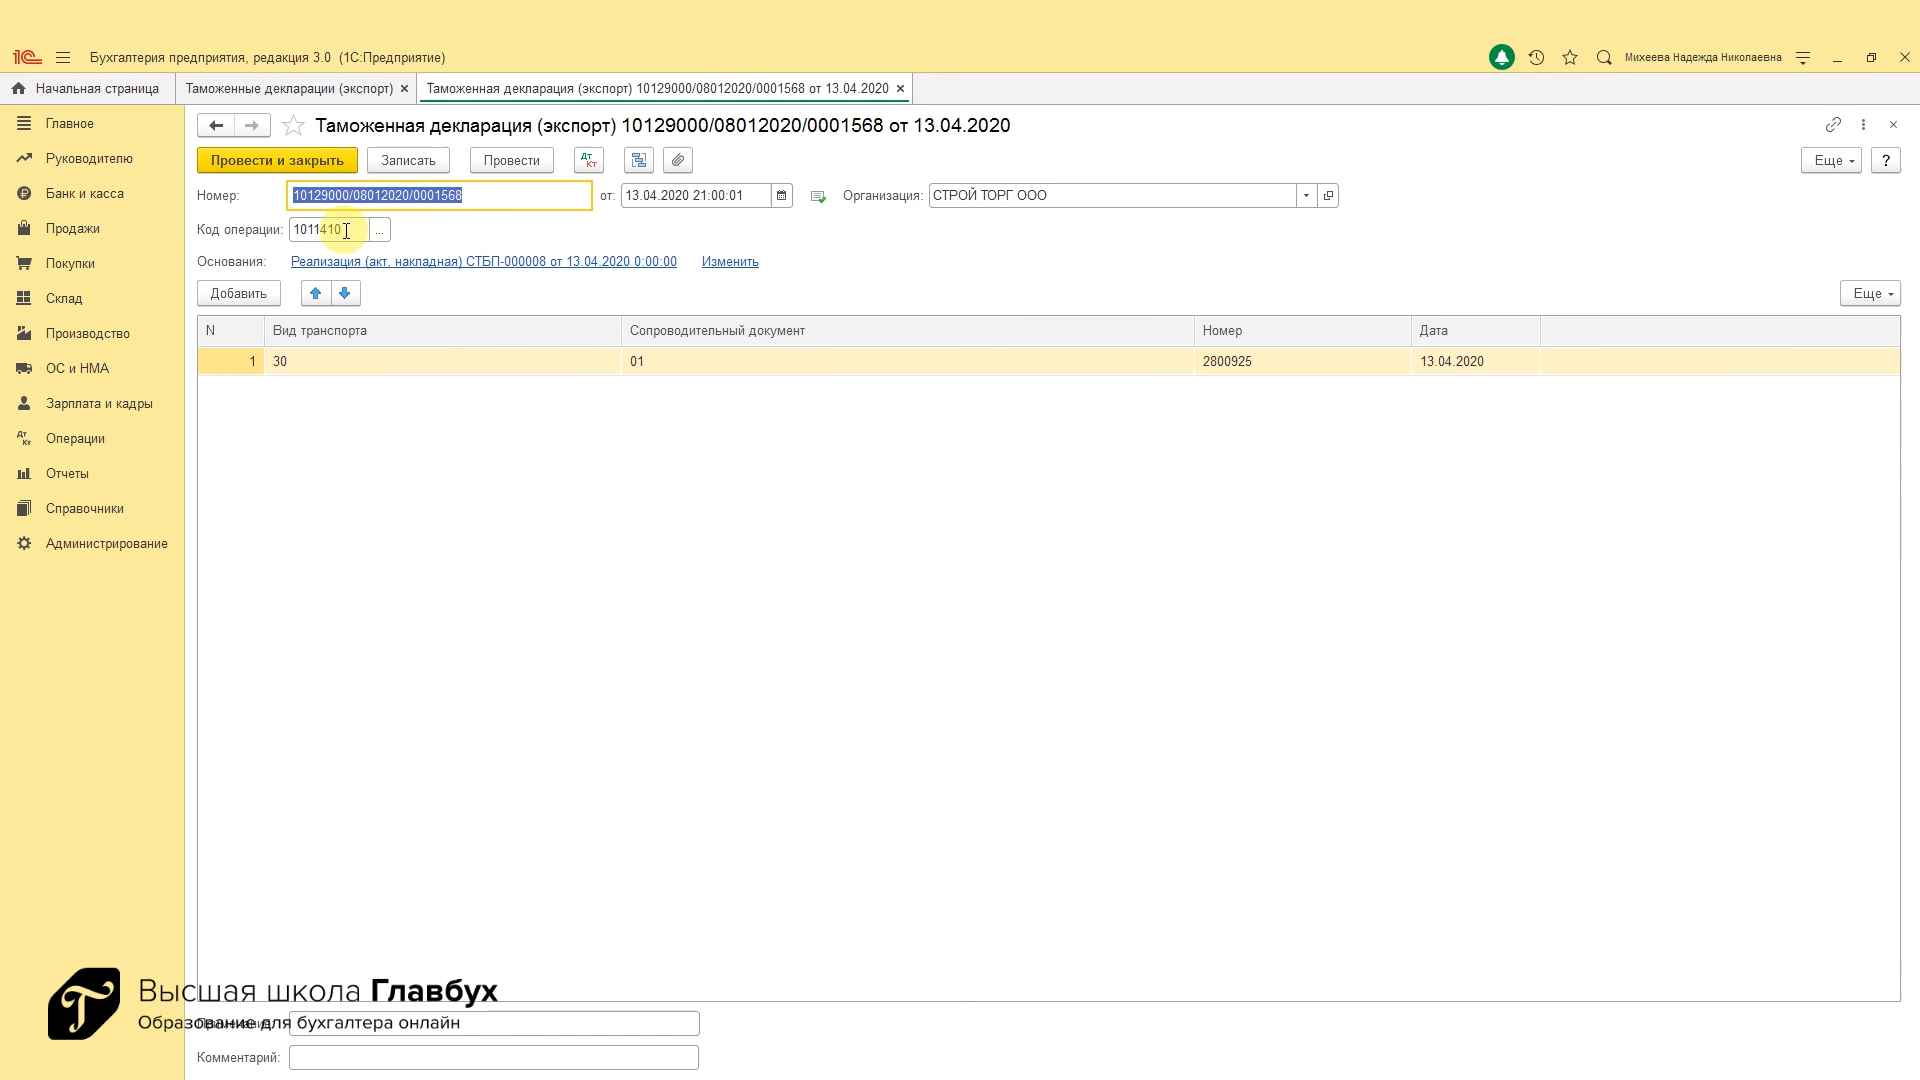 1С Бухгалтерия предприятия, редакция 3.0 (1С:Предприятие) Михеева Надежда Николаевна
Начальная страница Таможенные декларации (экспорт) × Таможенная декларация (экспорт) 10129000/08012020/0001568 от 13.04.2020 ×
Главное
Руководителю
Банк и касса
Продажи
Покупки
Склад
Производство
ОС и НМА
Зарплата и кадры
Дт Кт Операции
Отчеты
Справочники
Администрирование
Таможенная декларация (экспорт) 10129000/08012020/0001568 от 13.04.2020
Провести и закрыть Записать Провести Дт Кт Еще ?
Номер: 10129000/08012020/0001568 от: 13.04.2020 21:00:01 Организация: СТРОЙ ТОРГ ООО
Код операции: 1011410 ...
Основания: Реализация (акт, накладная) СТБП-000008 от 13.04.2020 0:00:00 Изменить
Добавить Еще
N Вид транспорта Сопроводительный документ Номер Дата
1 30 01 2800925 13.04.2020
Высшая школа Главбух
Образование для бухгалтера онлайн
Комментарий: